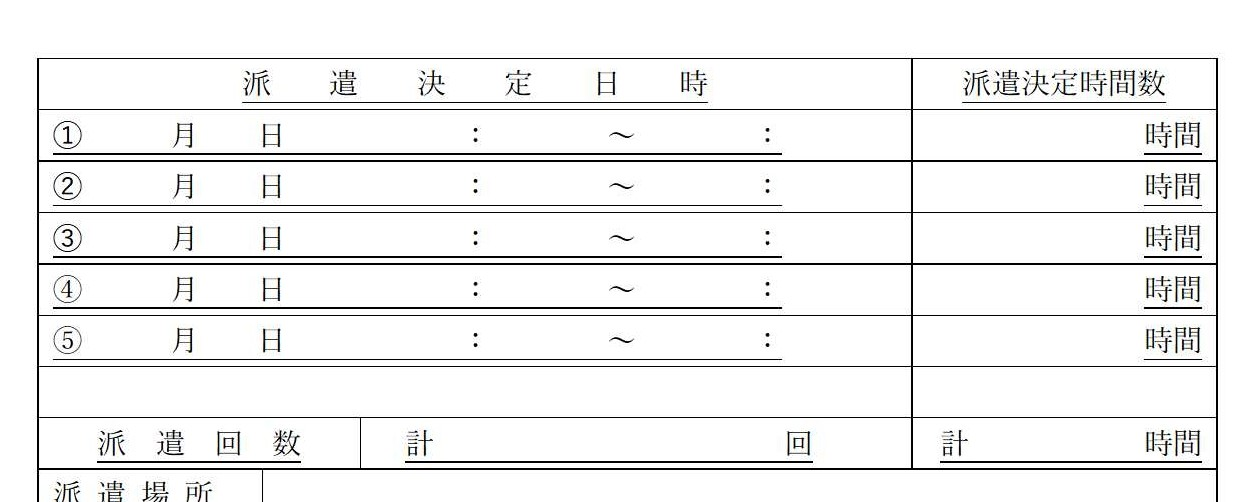 派　遣　決　定　日　時　派遣決定時間数
①　　　月　　日　　　　　　：　　　　～　　　　：　　　　時間
②　　　月　　日　　　　　　：　　　　～　　　　：　　　　時間
③　　　月　　日　　　　　　：　　　　～　　　　：　　　　時間
④　　　月　　日　　　　　　：　　　　～　　　　：　　　　時間
⑤　　　月　　日　　　　　　：　　　　～　　　　：　　　　時間
派　遣　回　数　計　　　　　　　　　　　　回　計　　　　　　時間
派 遣 場 所